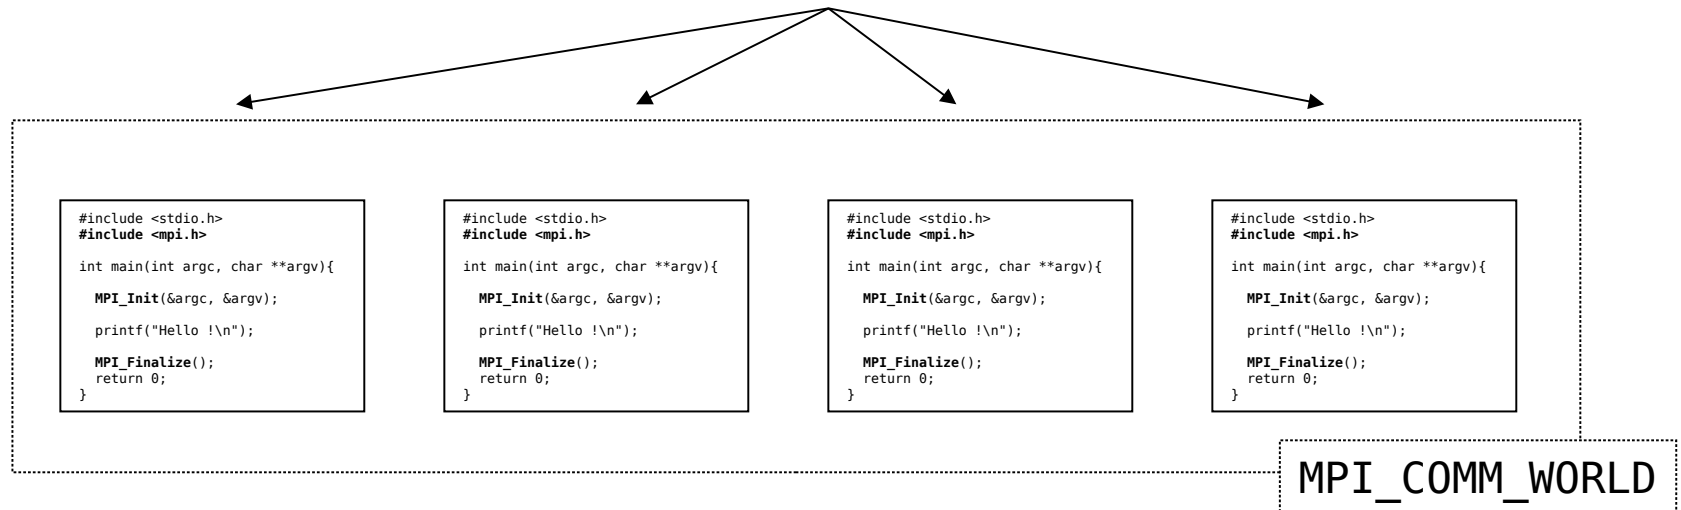 #include <stdio.h>
#include <mpi.h>
int main(int argc, char **argv){
MPI_Init(&argc, &argv);
printf("Hello !\n");
MPI_Finalize();
return 0;
}
#include <stdio.h>
#include <mpi.h>
int main(int argc, char **argv){
MPI_Init(&argc, &argv);
printf("Hello !\n");
MPI_Finalize();
return 0;
}
#include <stdio.h>
#include <mpi.h>
int main(int argc, char **argv){
MPI_Init(&argc, &argv);
printf("Hello !\n");
MPI_Finalize();
return 0;
}
#include <stdio.h>
#include <mpi.h>
int main(int argc, char **argv){
MPI_Init(&argc, &argv);
printf("Hello !\n");
MPI_Finalize();
return 0;
}
MPI_COMM_WORLD